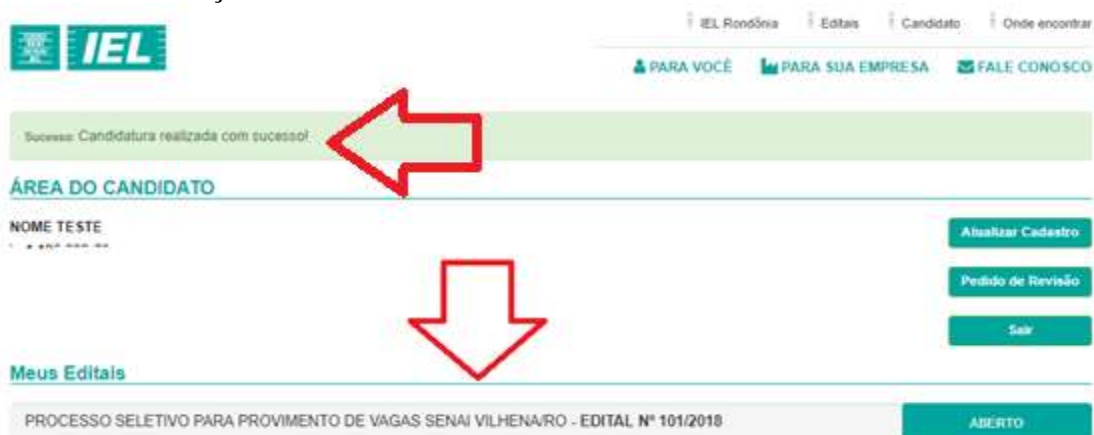 IEL Rondônia Editais Candidato Onde encontrar
IEL
PARA VOCÊ PARA SUA EMPRESA FALE CONOSCO
Sucesso: Candidatura realizada com sucesso!
ÁREA DO CANDIDATO
NOME TESTE
Atualizar Cadastro
Pedido de Revisão
Sair
Meus Editais
PROCESSO SELETIVO PARA PROVIMENTO DE VAGAS SENAI VILHENA/RO - EDITAL Nº 101/2018
ABERTO